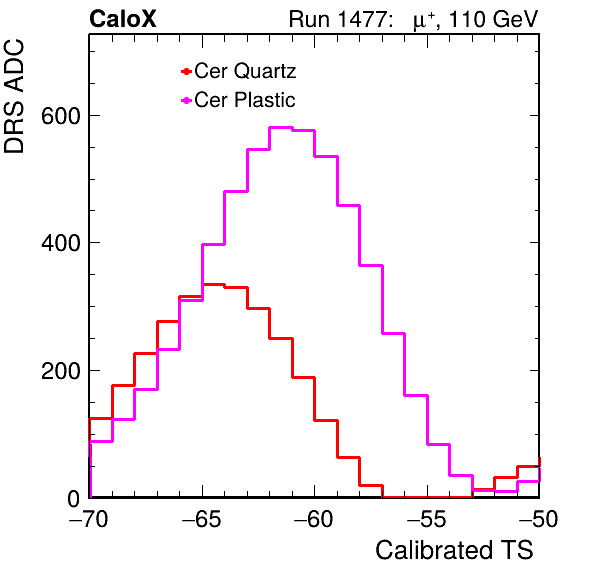 CaloX Run 1477: μ⁺, 110 GeV
DRS ADC
Cer Quartz
Cer Plastic
600
400
200
0
−70 −65 −60 −55 −50
Calibrated TS